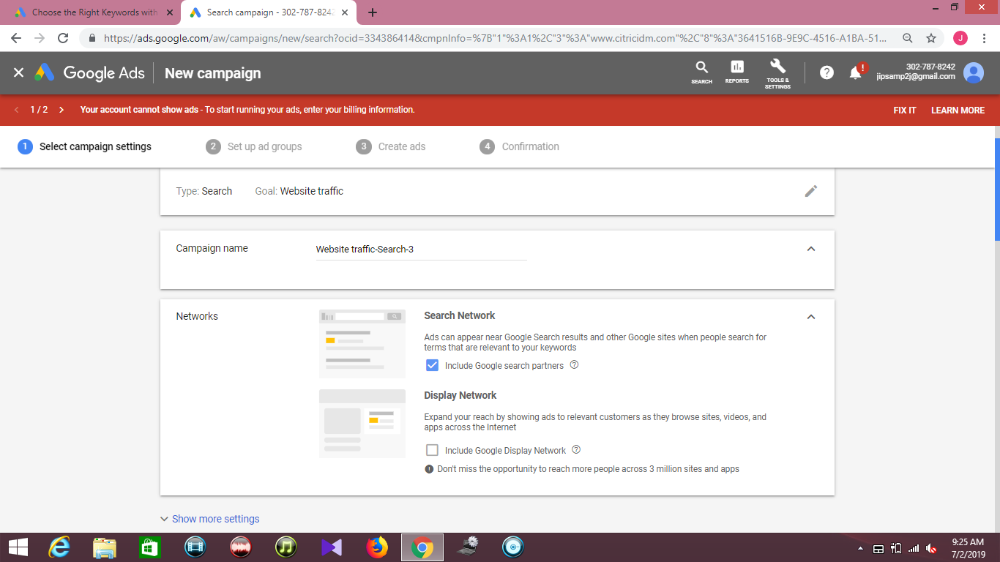 Choose the Right Keywords with
Search campaign - 302-787-8242
https://ads.google.com/aw/campaigns/new/search?ocid=334386414&cmpnInfo=%7B"1"%3A1%2C"3"%3A"www.citricidm.com"%2C"8"%3A"3641516B-9E9C-4516-A1BA-51...
J
Google Ads
New campaign
SEARCH
REPORTS
TOOLS &
SETTINGS
?
!
302-787-8242
jipsamp2j@gmail.com
1 / 2
Your account cannot show ads - To start running your ads, enter your billing information.
FIX IT
LEARN MORE
1 Select campaign settings
2 Set up ad groups
3 Create ads
4 Confirmation
Type: Search
Goal: Website traffic
Campaign name
Website traffic-Search-3
Networks
Search Network
Ads can appear near Google Search results and other Google sites when people search for
terms that are relevant to your keywords
Include Google search partners ?
Display Network
Expand your reach by showing ads to relevant customers as they browse sites, videos, and
apps across the Internet
Include Google Display Network ?
! Don't miss the opportunity to reach more people across 3 million sites and apps
Show more settings
9:25 AM
7/2/2019